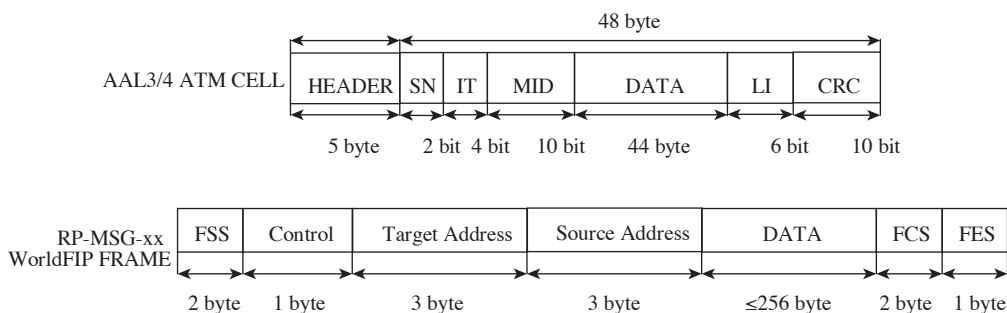 48 byte
AAL3/4 ATM CELL HEADER SN IT MID DATA LI CRC
5 byte 2 bit 4 bit 10 bit 44 byte 6 bit 10 bit
RP-MSG-xx
WorldFIP FRAME
FSS Control Target Address Source Address DATA FCS FES
2 byte 1 byte 3 byte 3 byte ≤256 byte 2 byte 1 byte